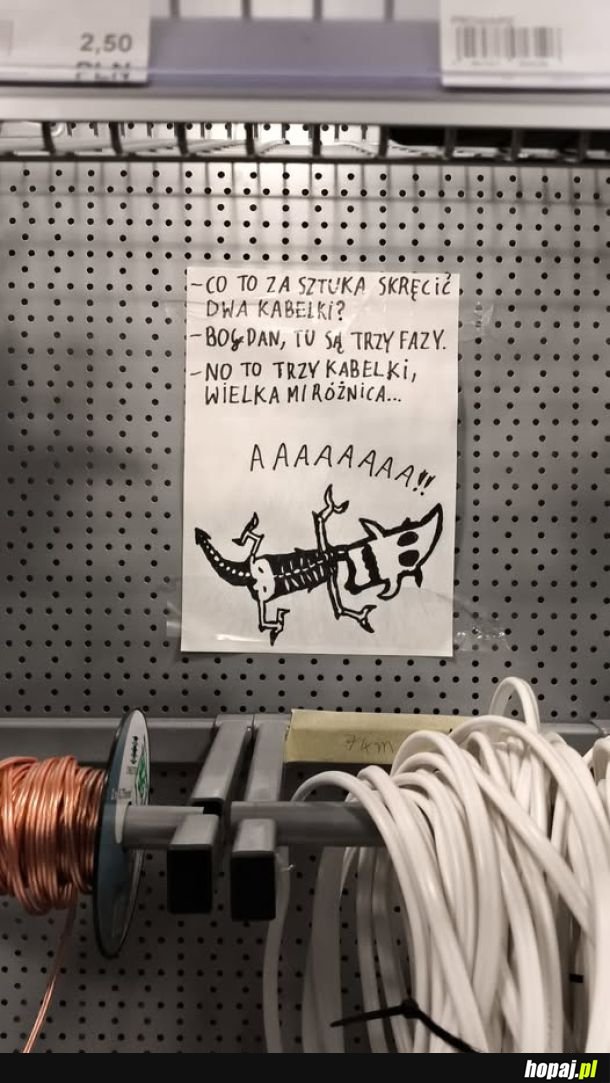 2,50
PLN
- CO TO ZA SZTUKA SKRĘCIĆ
DWA KABELKI?
- BOGDAN, TU SĄ TRZY FAZY.
- NO TO TRZY KABELKI,
WIELKA MI RÓŻNICA...
AAAAAAAA!!
hopaj.pl